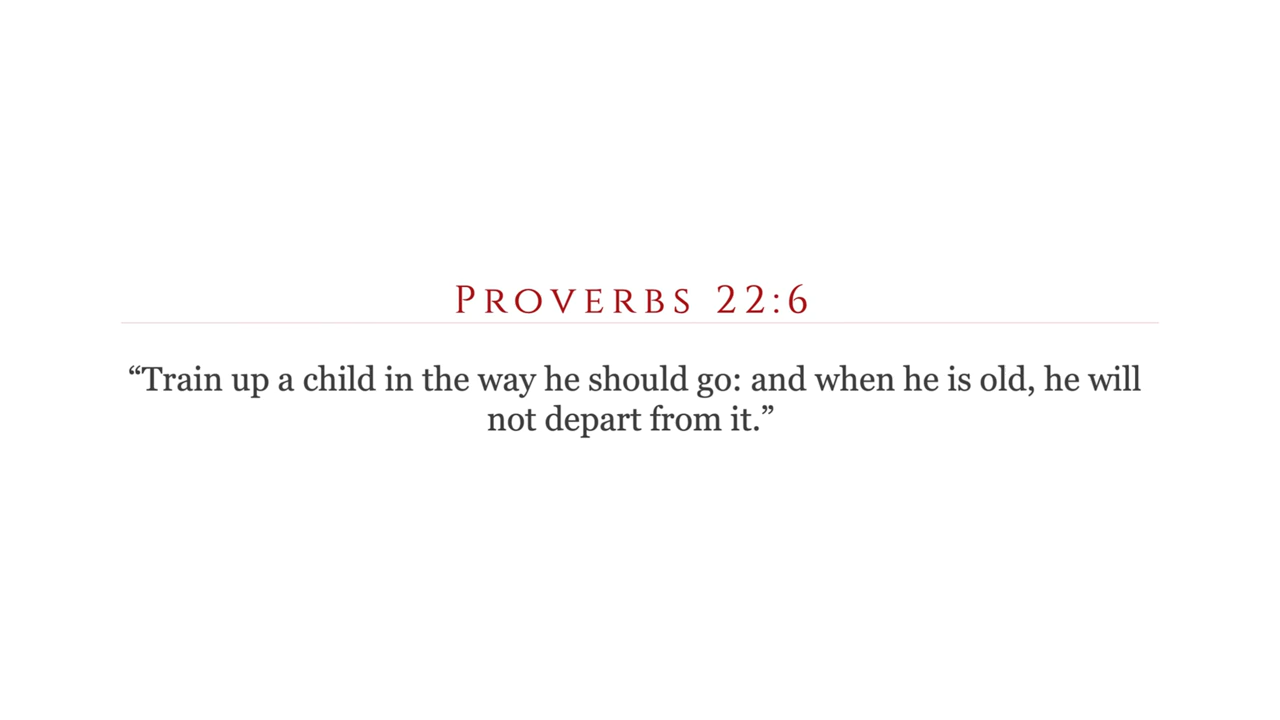 Proverbs 22:6
“Train up a child in the way he should go: and when he is old, he will
not depart from it.”